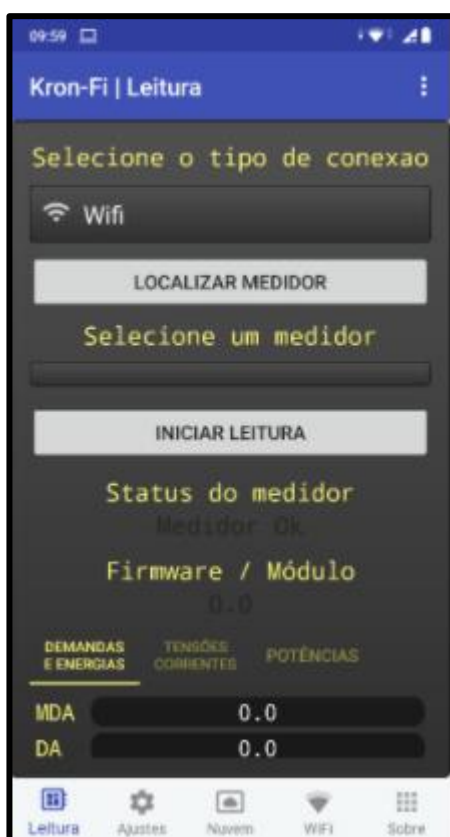 09:59
Kron-Fi | Leitura
Selecione o tipo de conexao
Wifi
LOCALIZAR MEDIDOR
Selecione um medidor
INICIAR LEITURA
Status do medidor
Medidor Ok
Firmware / Módulo
0.0
DEMANDAS E ENERGIAS
TENSÕES CORRENTES
POTÊNCIAS
MDA 0.0
DA 0.0
Leitura Ajustes Nuvem WiFi Sobre